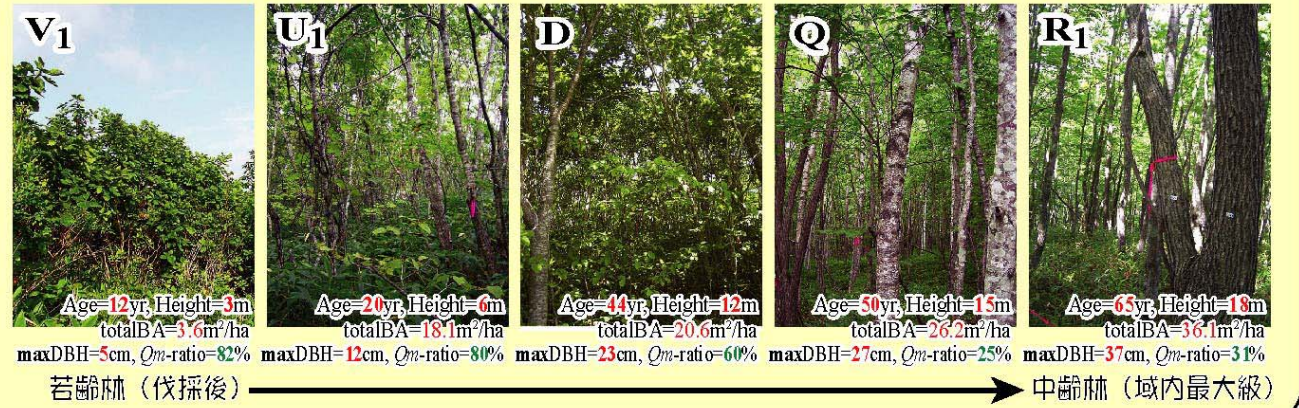 V1
Age=12yr, Height=3m
totalBA=3.6m²/ha
maxDBH=5cm, Qm-ratio=82%
U1
Age=20yr, Height=6m
totalBA=18.1m²/ha
maxDBH=12cm, Qm-ratio=80%
D
Age=44yr, Height=12m
totalBA=20.6m²/ha
maxDBH=23cm, Qm-ratio=60%
Q
Age=50yr, Height=15m
totalBA=26.2m²/ha
maxDBH=27cm, Qm-ratio=25%
R1
Age=65yr, Height=18m
totalBA=36.1m²/ha
maxDBH=37cm, Qm-ratio=31%
若齢林（伐採後）
中齢林（域内最大級）